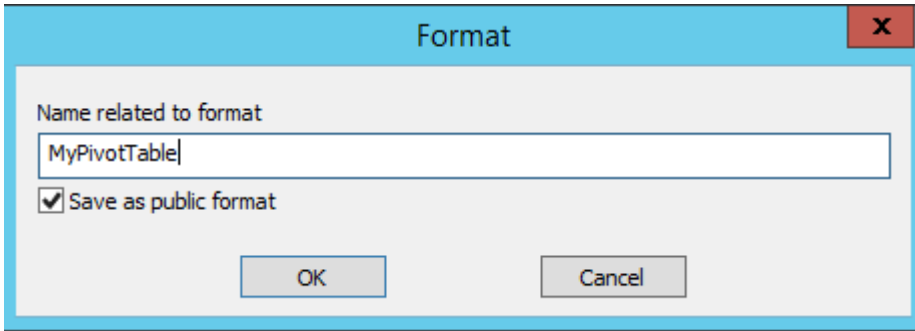 Format
x
Name related to format
MyPivotTable
Save as public format
OK Cancel